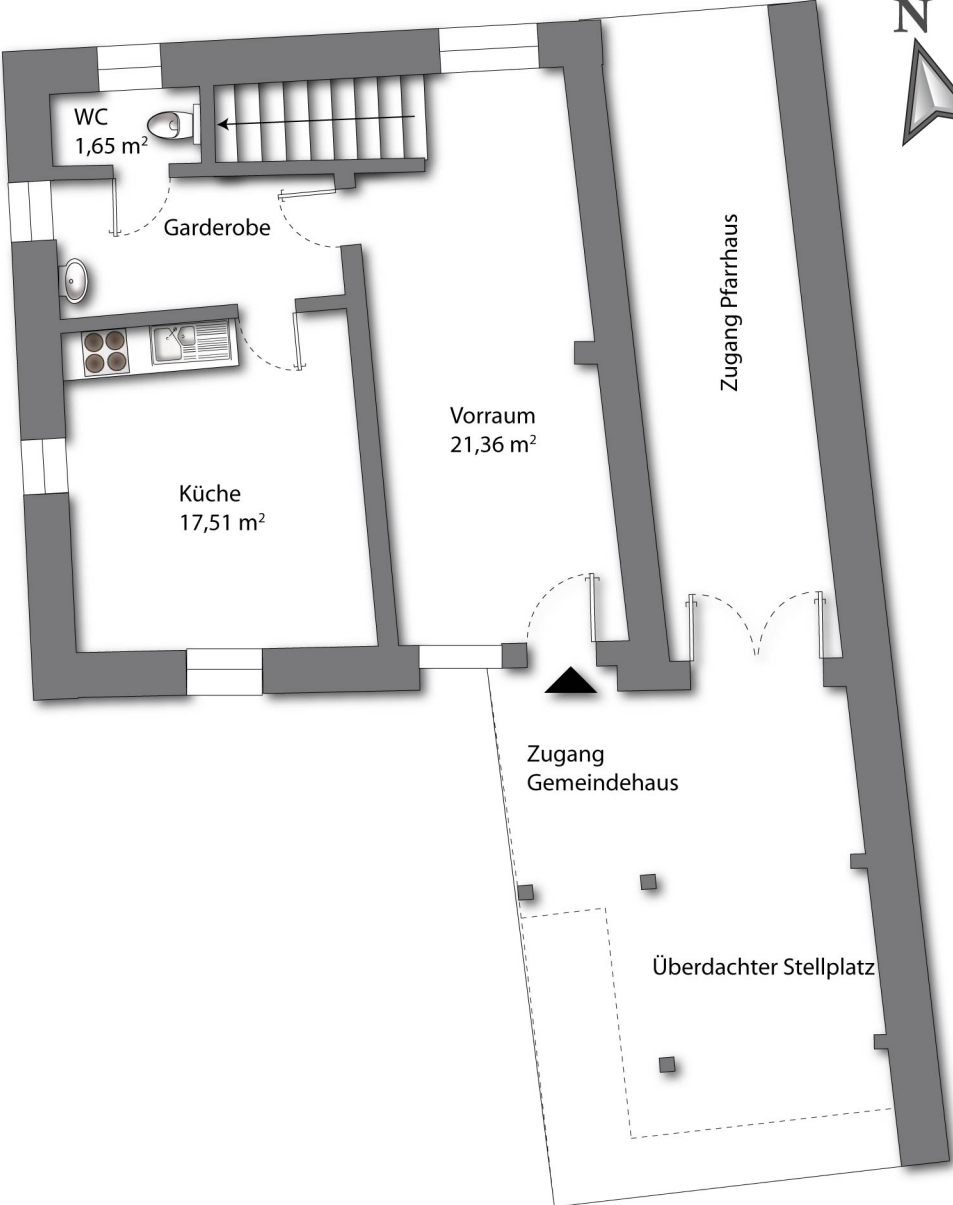 N
WC
1,65 m²
Garderobe
Zugang Pfarrhaus
Vorraum
21,36 m²
Küche
17,51 m²
Zugang
Gemeindehaus
Überdachter Stellplatz